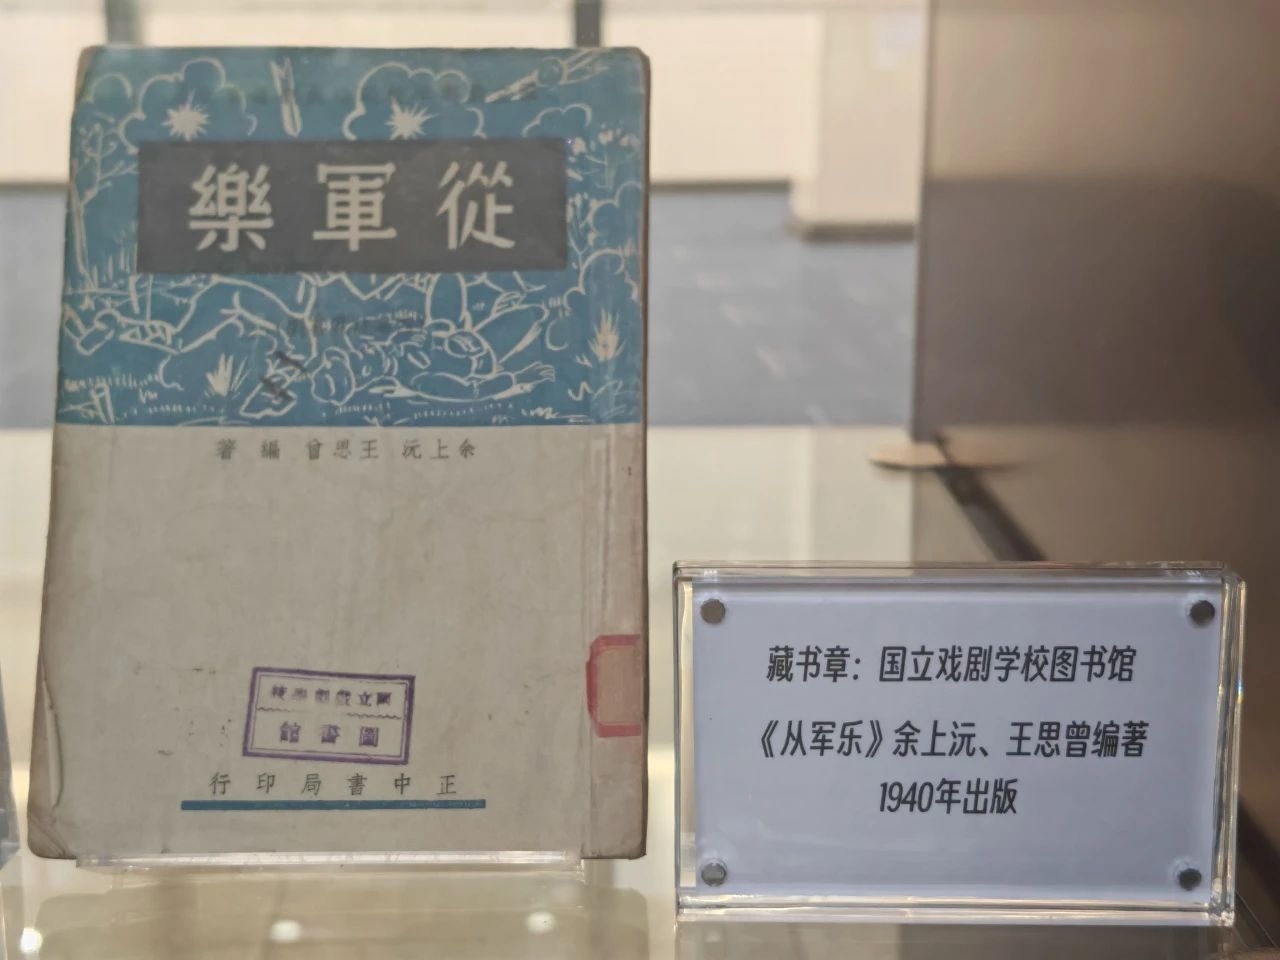 從軍樂
余上沅 王思曾 編著
國立戲劇學校
圖書館
正中書局印行
藏书章：国立戏剧学校图书馆
《从军乐》余上沅、王思曾编著
1940年出版